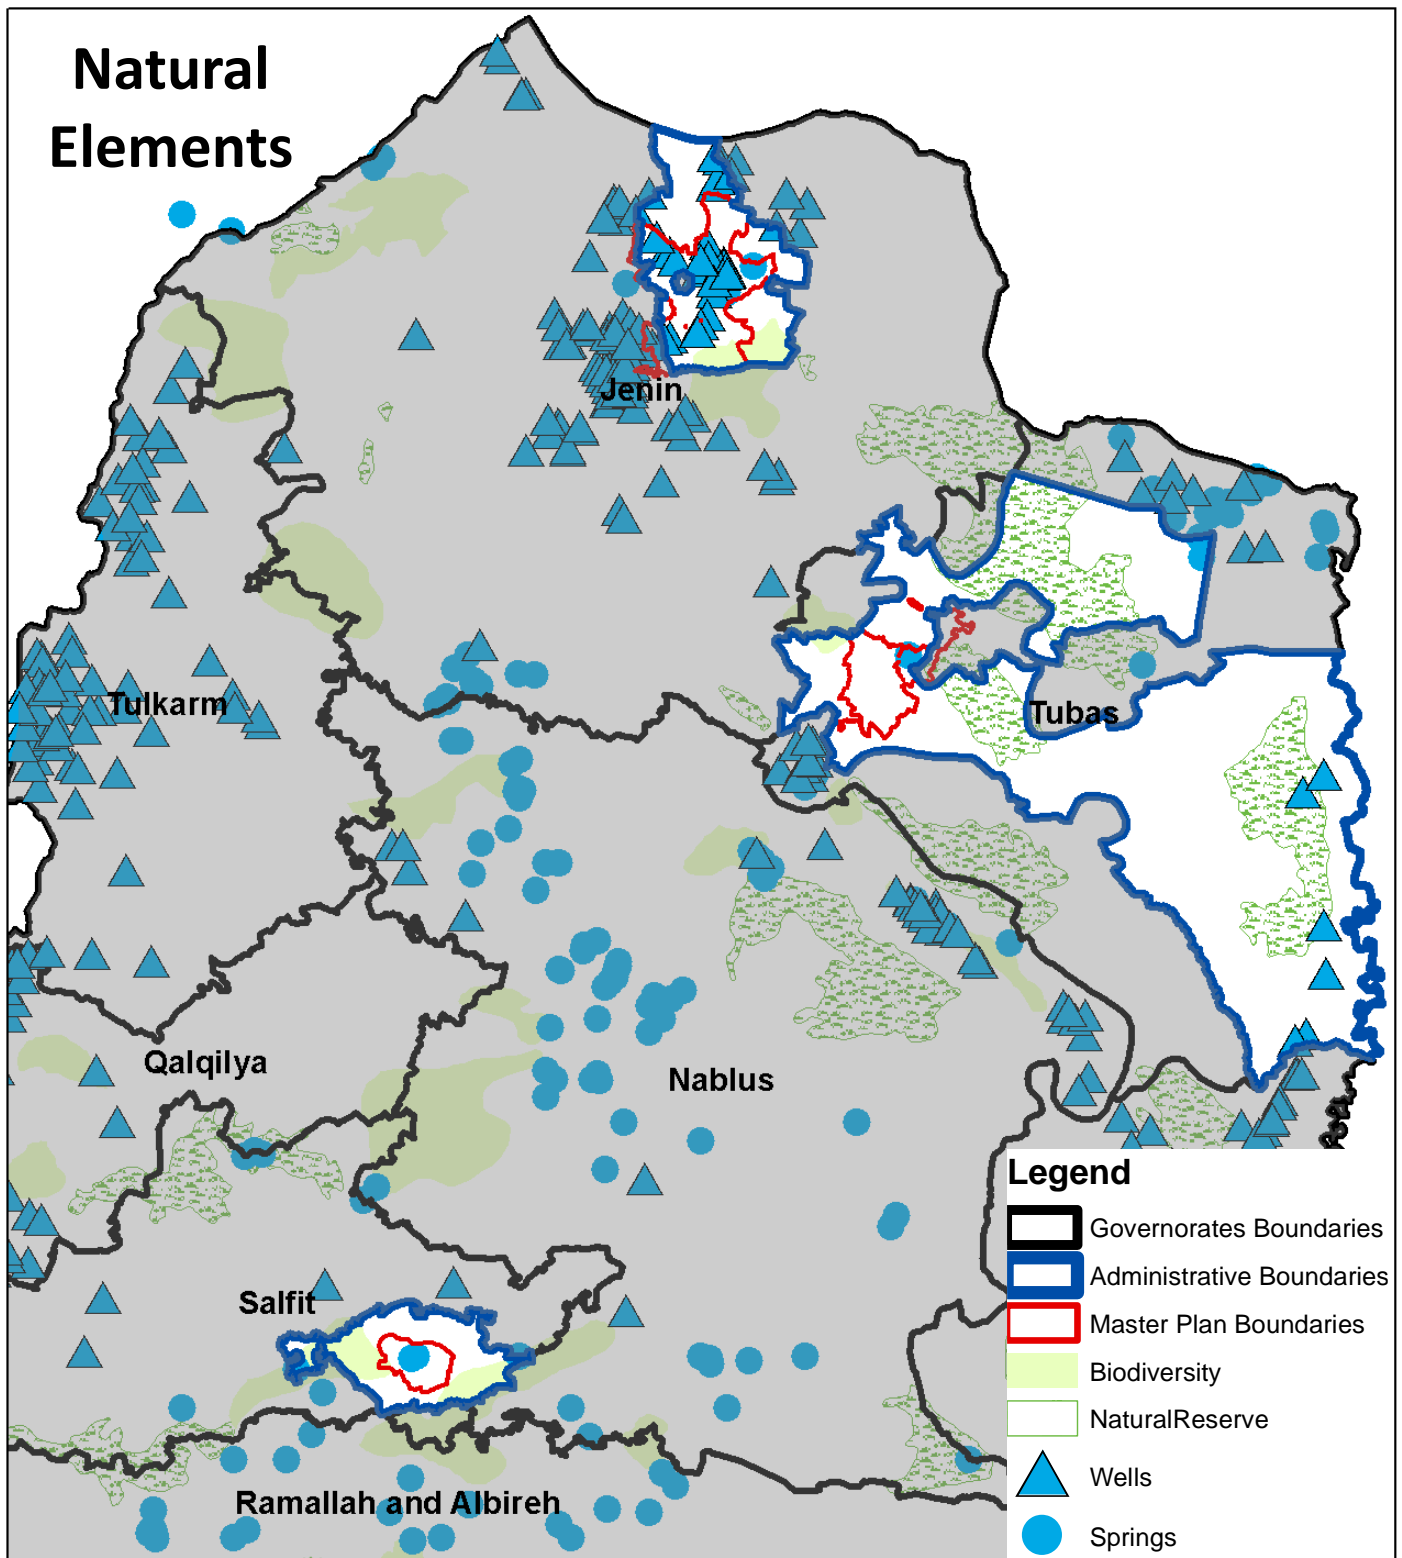 Natural
Elements
Jenin
Tulkarm
Tubas
Qalqilya
Nablus
Salfit
Ramallah and Albireh
Legend
Governorates Boundaries
Administrative Boundaries
Master Plan Boundaries
Biodiversity
NaturalReserve
Wells
Springs